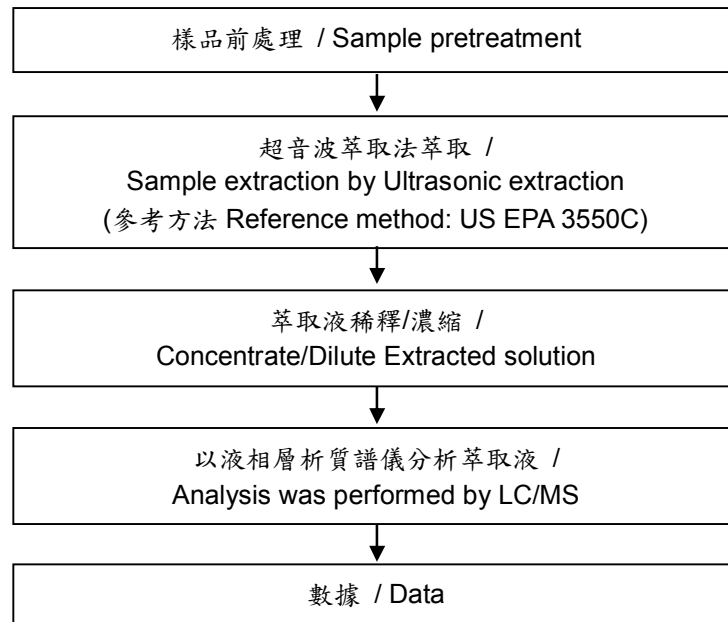 樣品前處理 / Sample pretreatment
超音波萃取法萃取 /
Sample extraction by Ultrasonic extraction
(參考方法 Reference method: US EPA 3550C)
萃取液稀釋/濃縮 /
Concentrate/Dilute Extracted solution
以液相層析質譜儀分析萃取液 /
Analysis was performed by LC/MS
數據 / Data